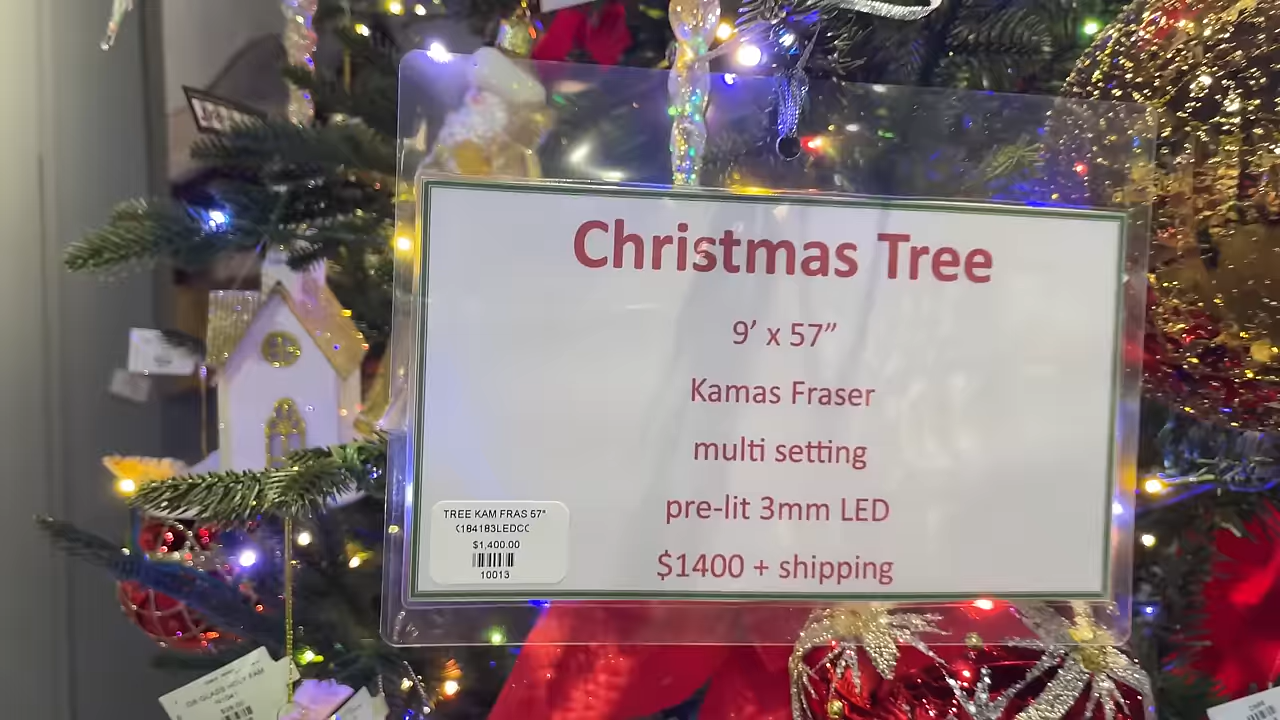 Christmas Tree
9’ x 57”
Kamas Fraser
multi setting
pre-lit 3mm LED
$1400 + shipping
TREE KAM FRAS 57"
$1,400.00
10013